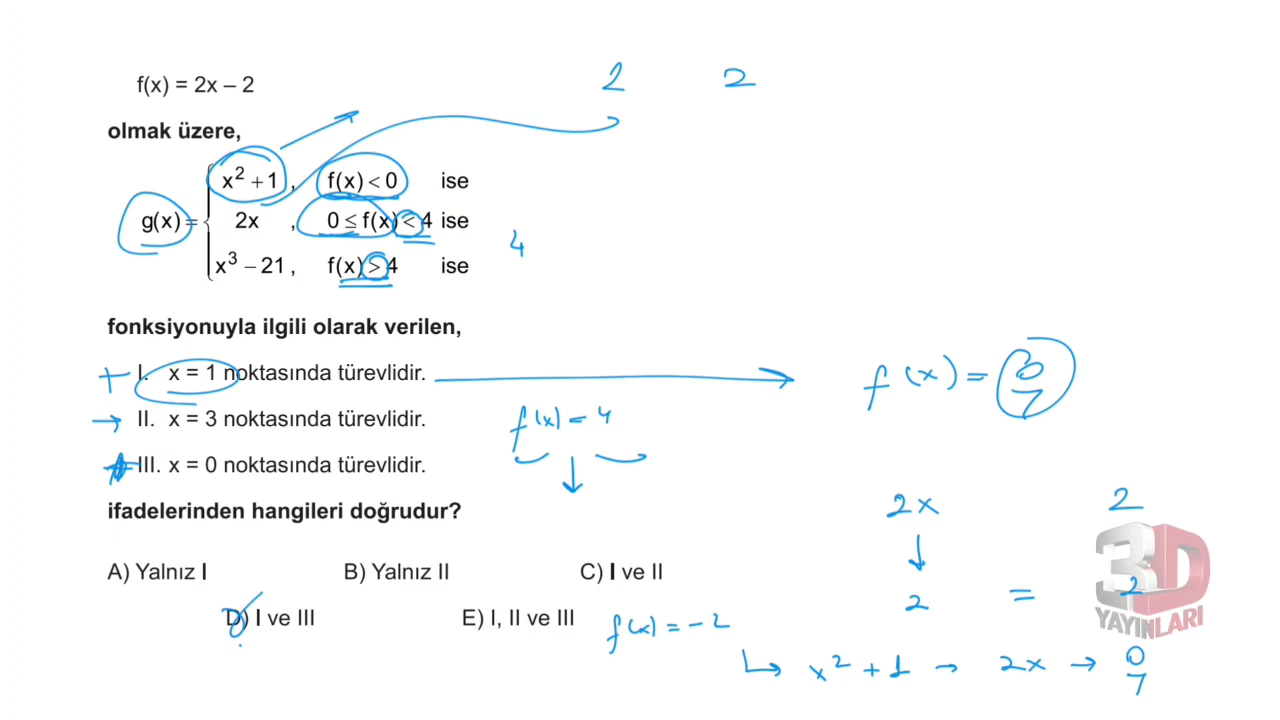 2 2
f(x) = 2x – 2
olmak üzere,
x² + 1 , f(x) < 0 ise
g(x) = 2x , 0 ≤ f(x) < 4 ise
x³ – 21 , f(x) > 4 ise
4
fonksiyonuyla ilgili olarak verilen,
I. x = 1 noktasında türevlidir.
f(x) =
II. x = 3 noktasında türevlidir.
f(x) = 4
III. x = 0 noktasında türevlidir.
2x 2
ifadelerinden hangileri doğrudur?
A) Yalnız I B) Yalnız II C) I ve II
2 = 2
D) I ve III E) I, II ve III
f(x) = -2
3D
YAYINLARI
↳ x² + 1 → 2x → 0